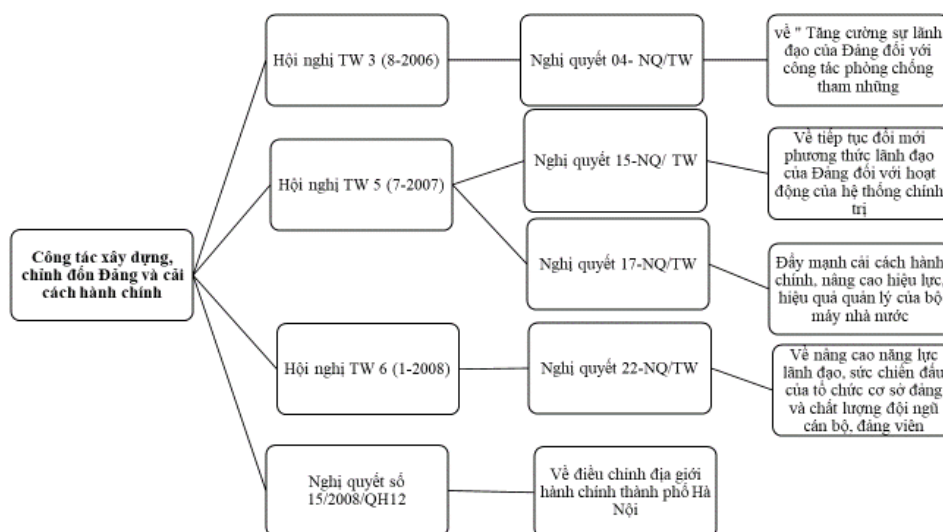 Công tác xây dựng,
chỉnh đốn Đảng và cải
cách hành chính
Hội nghị TW 3 (8-2006)
Nghị quyết 04- NQ/TW
về " Tăng cường sự lãnh
đạo của Đảng đối với
công tác phòng chống
tham nhũng
Hội nghị TW 5 (7-2007)
Nghị quyết 15-NQ/ TW
Về tiếp tục đổi mới
phương thức lãnh đạo
của Đảng đối với hoạt
động của hệ thống chính
trị
Nghị quyết 17-NQ/TW
Đẩy mạnh cải cách hành
chính, nâng cao hiệu lực,
hiệu quả quản lý của bộ
máy nhà nước
Hội nghị TW 6 (1-2008)
Nghị quyết 22-NQ/TW
Về nâng cao năng lực
lãnh đạo, sức chiến đấu
của tổ chức cơ sở đảng
và chất lượng đội ngũ
cán bộ, đảng viên
Nghị quyết số
15/2008/QH12
Về điều chỉnh địa giới
hành chính thành phố Hà
Nội